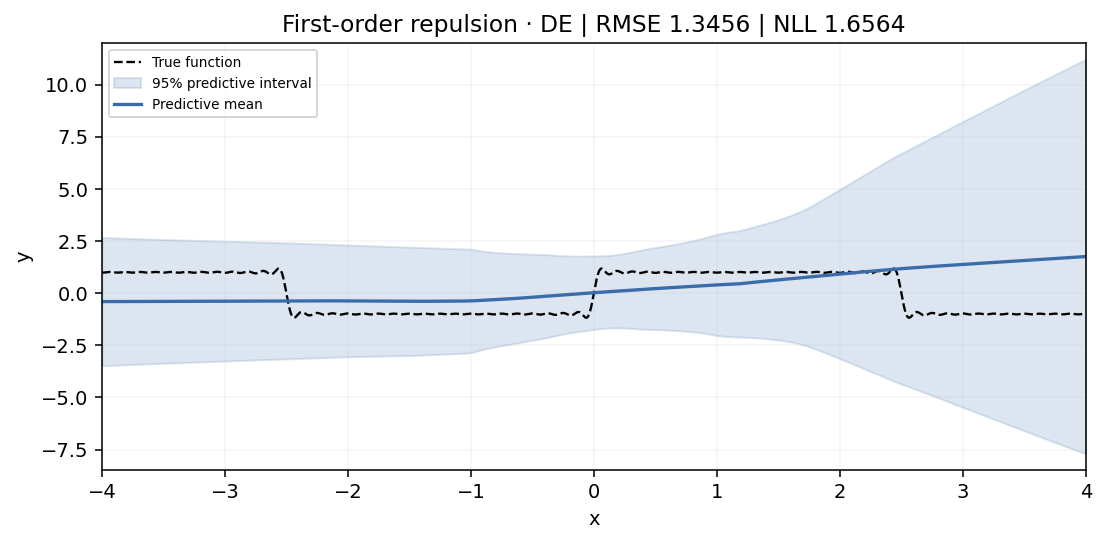 First-order repulsion · DE | RMSE 1.3456 | NLL 1.6564
True function
95% predictive interval
Predictive mean
10.0
7.5
5.0
2.5
0.0
−2.5
−5.0
−7.5
y
−4
−3
−2
−1
0
1
2
3
4
x